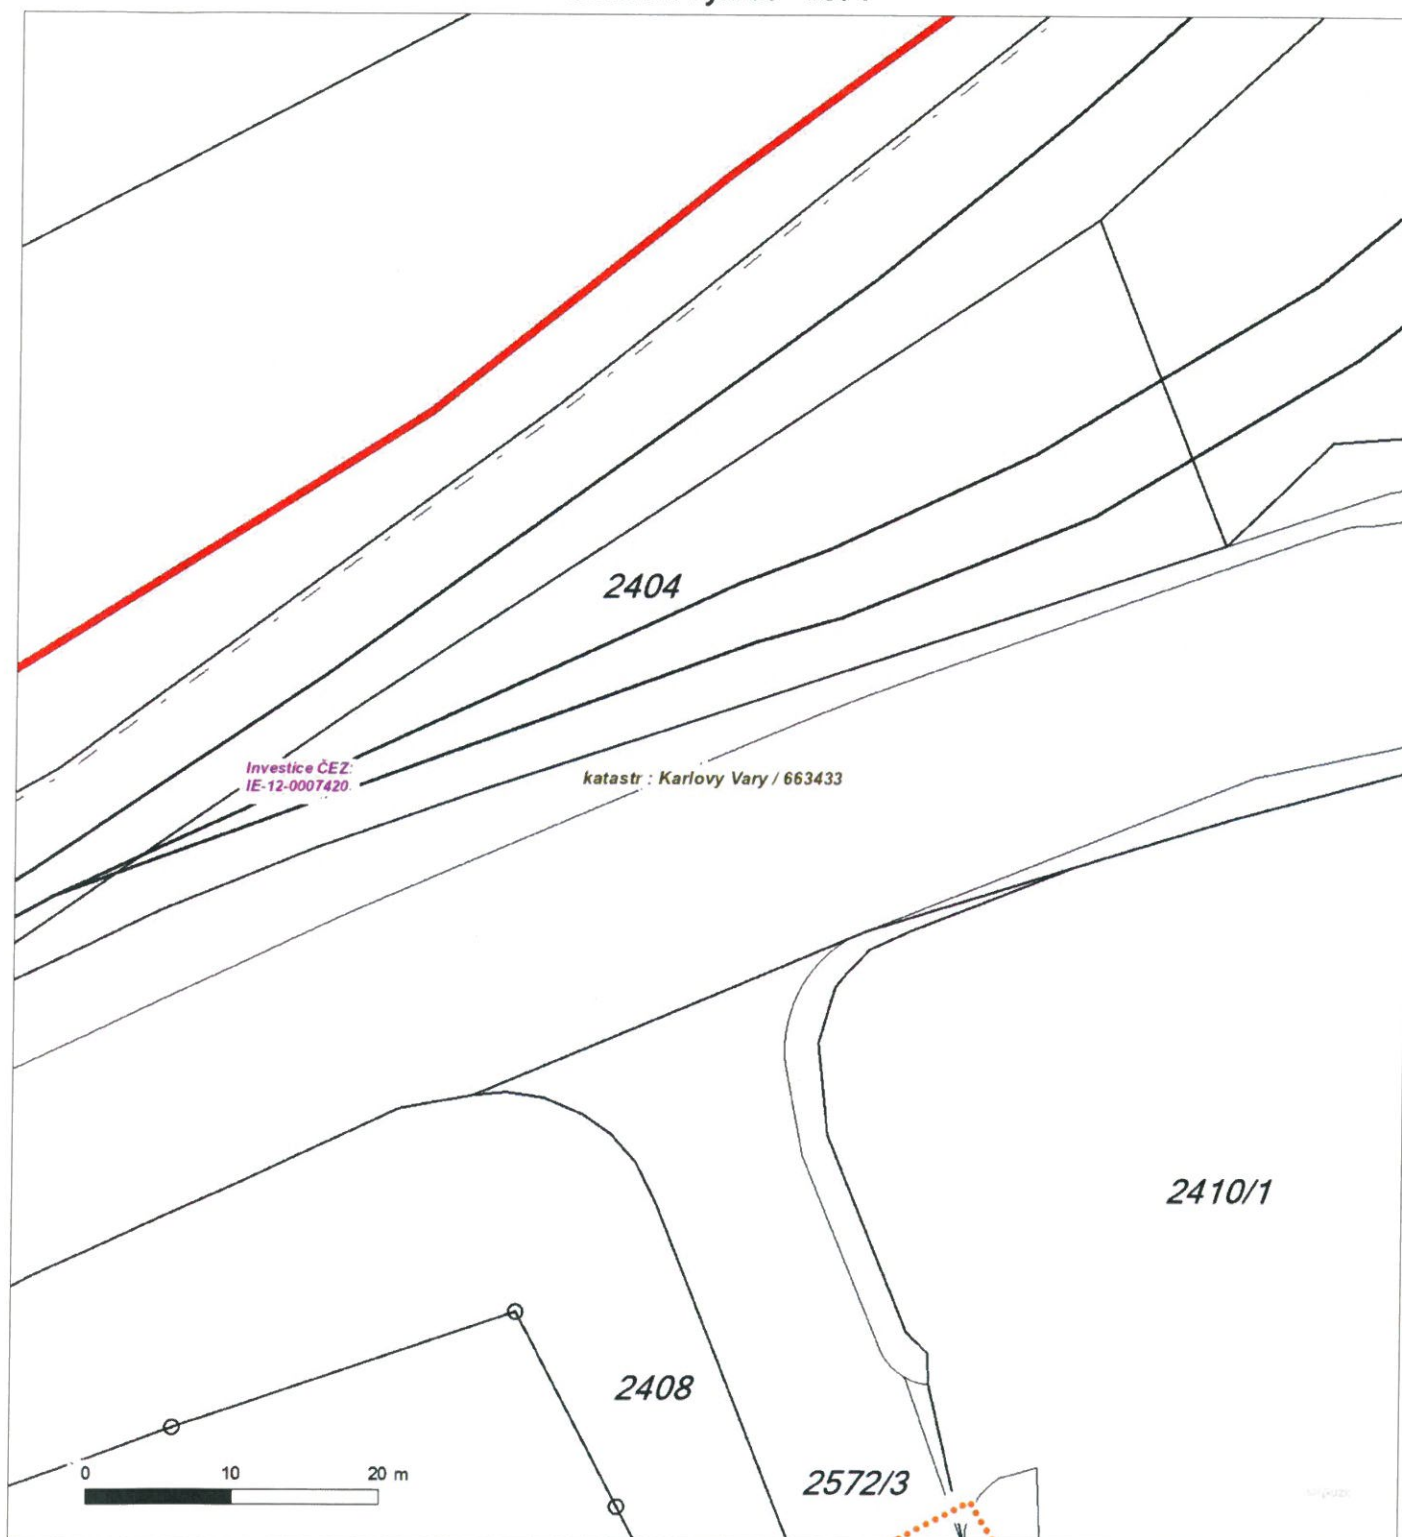 2404
Investice ČEZ:
IE-12-0007420
katastr : Karlovy Vary / 663433
2410/1
2408
0 10 20 m
2572/3